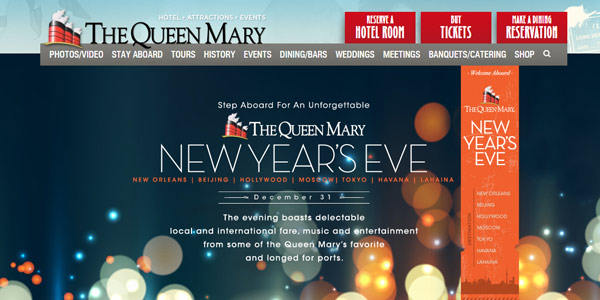 HOTEL • ATTRACTIONS • EVENTS
THE QUEEN MARY
RESERVE A
HOTEL ROOM
BUY
TICKETS
MAKE A DINING
RESERVATION
PHOTOS/VIDEO STAY ABOARD TOURS HISTORY EVENTS DINING/BARS WEDDINGS MEETINGS BANQUETS/CATERING SHOP
Step Aboard For An Unforgettable
THE QUEEN MARY
NEW YEAR'S EVE
NEW ORLEANS | BEIJING | HOLLYWOOD | MOSCOW | TOKYO | HAVANA | LAHAINA
December 31
The evening boasts delectable
local and international fare, music and entertainment
from some of the Queen Mary's favorite
and longed for ports.
- Welcome Aboard -
THE QUEEN MARY.
NEW
YEAR'S
EVE
DESTINATION
NEW ORLEANS
BEIJING
HOLLYWOOD
MOSCOW
TOKYO
HAVANA
LAHAINA